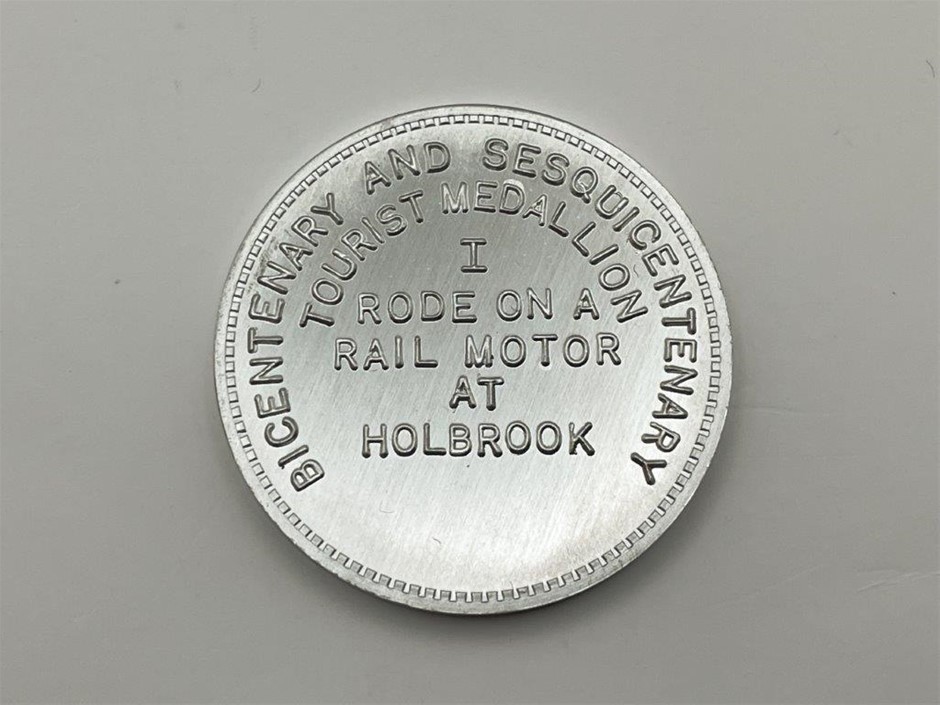 BICENTENARY AND SESQUICENTENARY
TOURIST MEDALLION
I
RODE ON A
RAIL MOTOR
AT
HOLBROOK